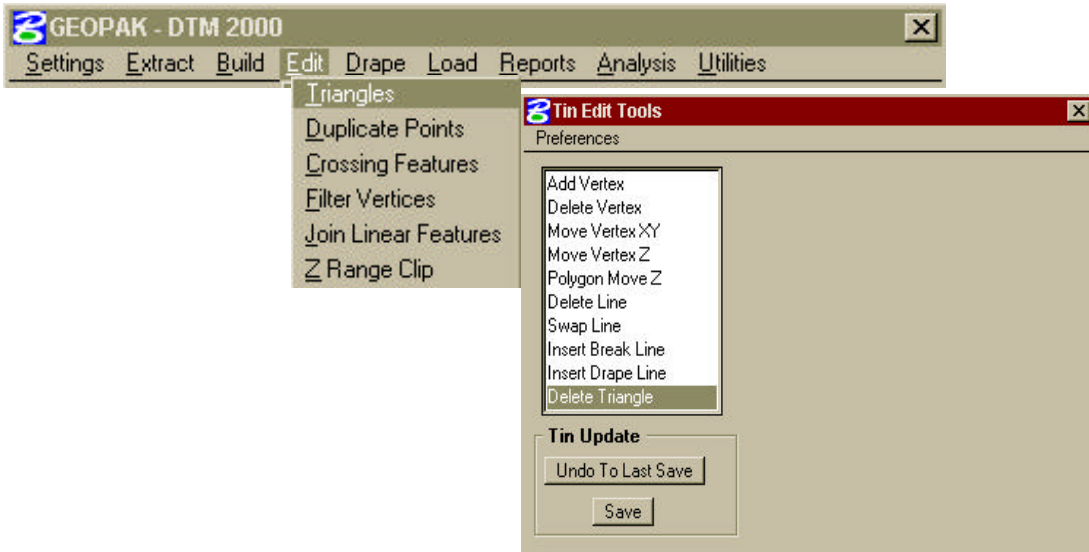 GEOPAK - DTM 2000
Settings Extract Build Edit Drape Load Reports Analysis Utilities
Triangles
Duplicate Points
Crossing Features
Filter Vertices
Join Linear Features
Z Range Clip
Tin Edit Tools
Preferences
Add Vertex
Delete Vertex
Move Vertex XY
Move Vertex Z
Polygon Move Z
Delete Line
Swap Line
Insert Break Line
Insert Drape Line
Delete Triangle
Tin Update
Undo To Last Save
Save